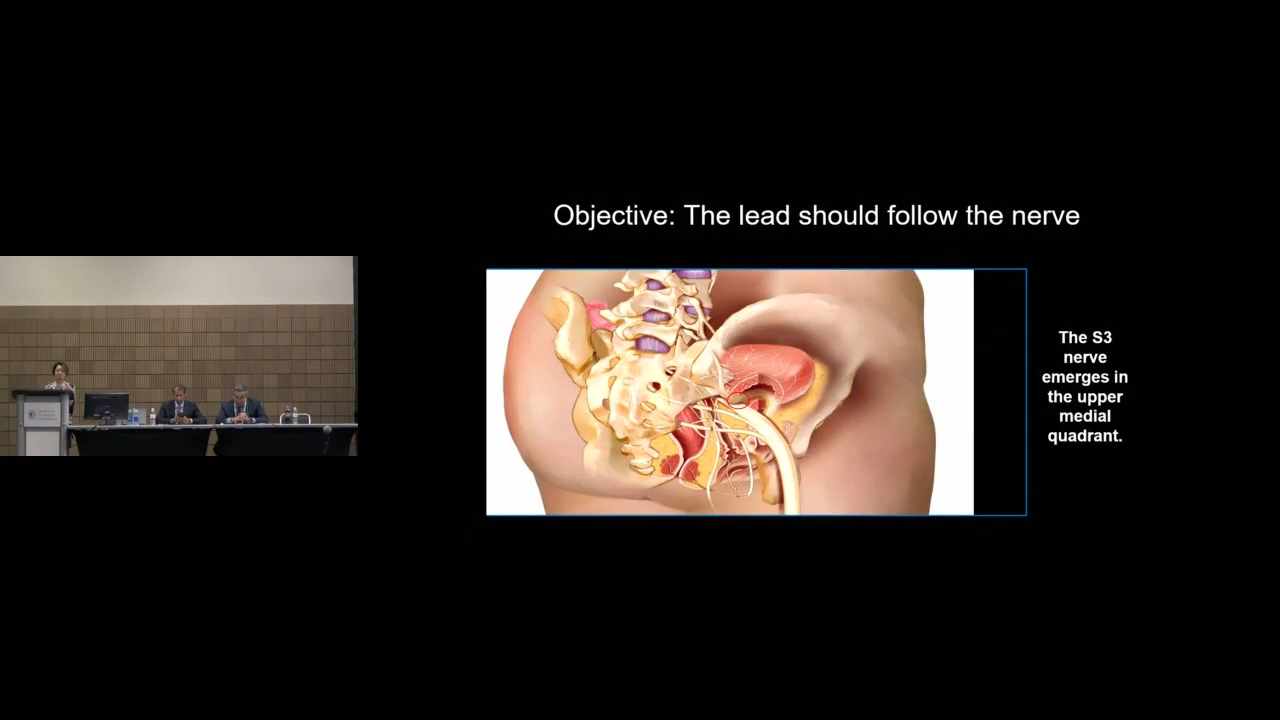 Objective: The lead should follow the nerve
The S3
nerve
emerges in
the upper
medial
quadrant.